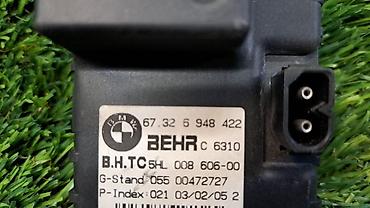 BMW
67.32 6 948 422
BEHR C 6310
B.H.TC 5HL 008 606-00
G-Stand 055 00472727
P-Index 021 03/02/05 2